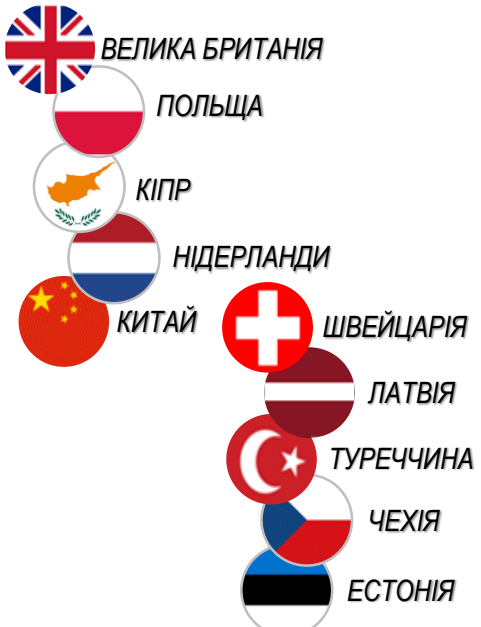 ВЕЛИКА БРИТАНІЯ
ПОЛЬЩА
КІПР
НІДЕРЛАНДИ
КИТАЙ
ШВЕЙЦАРІЯ
ЛАТВІЯ
ТУРЕЧЧИНА
ЧЕХІЯ
ЕСТОНІЯ